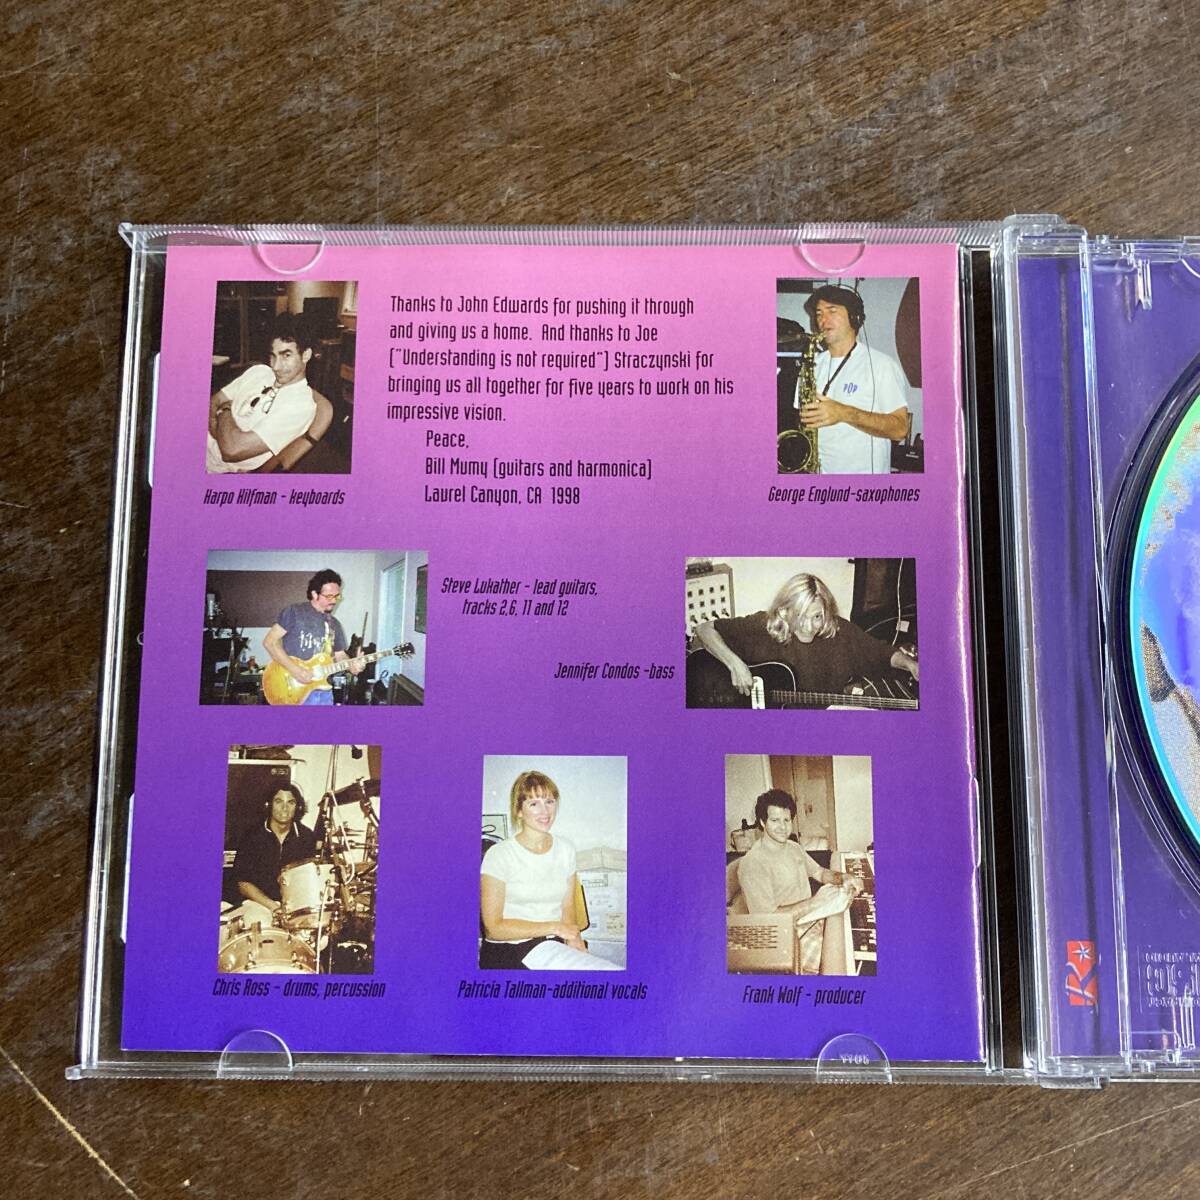 Thanks to John Edwards for pushing it through
and giving us a home. And thanks to Joe
("Understanding is not required") Straczynski for
bringing us all together for five years to work on his
impressive vision.
Peace,
Bill Mumy (guitars and harmonica)
Laurel Canyon, CA 1998
Harpo Hilfman - keyboards
POP
George Englund-saxophones
Steve Lukather - lead guitars,
tracks 2,6, 11 and 12
Jennifer Condos -bass
Chris Ross - drums, percussion
Patricia Tallman-additional vocals
Frank Wolf - producer